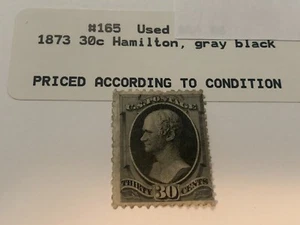 #165 Used
1873 30c Hamilton, gray black
PRICED ACCORDING TO CONDITION
U.S. POSTAGE
THIRTY 30 CENTS